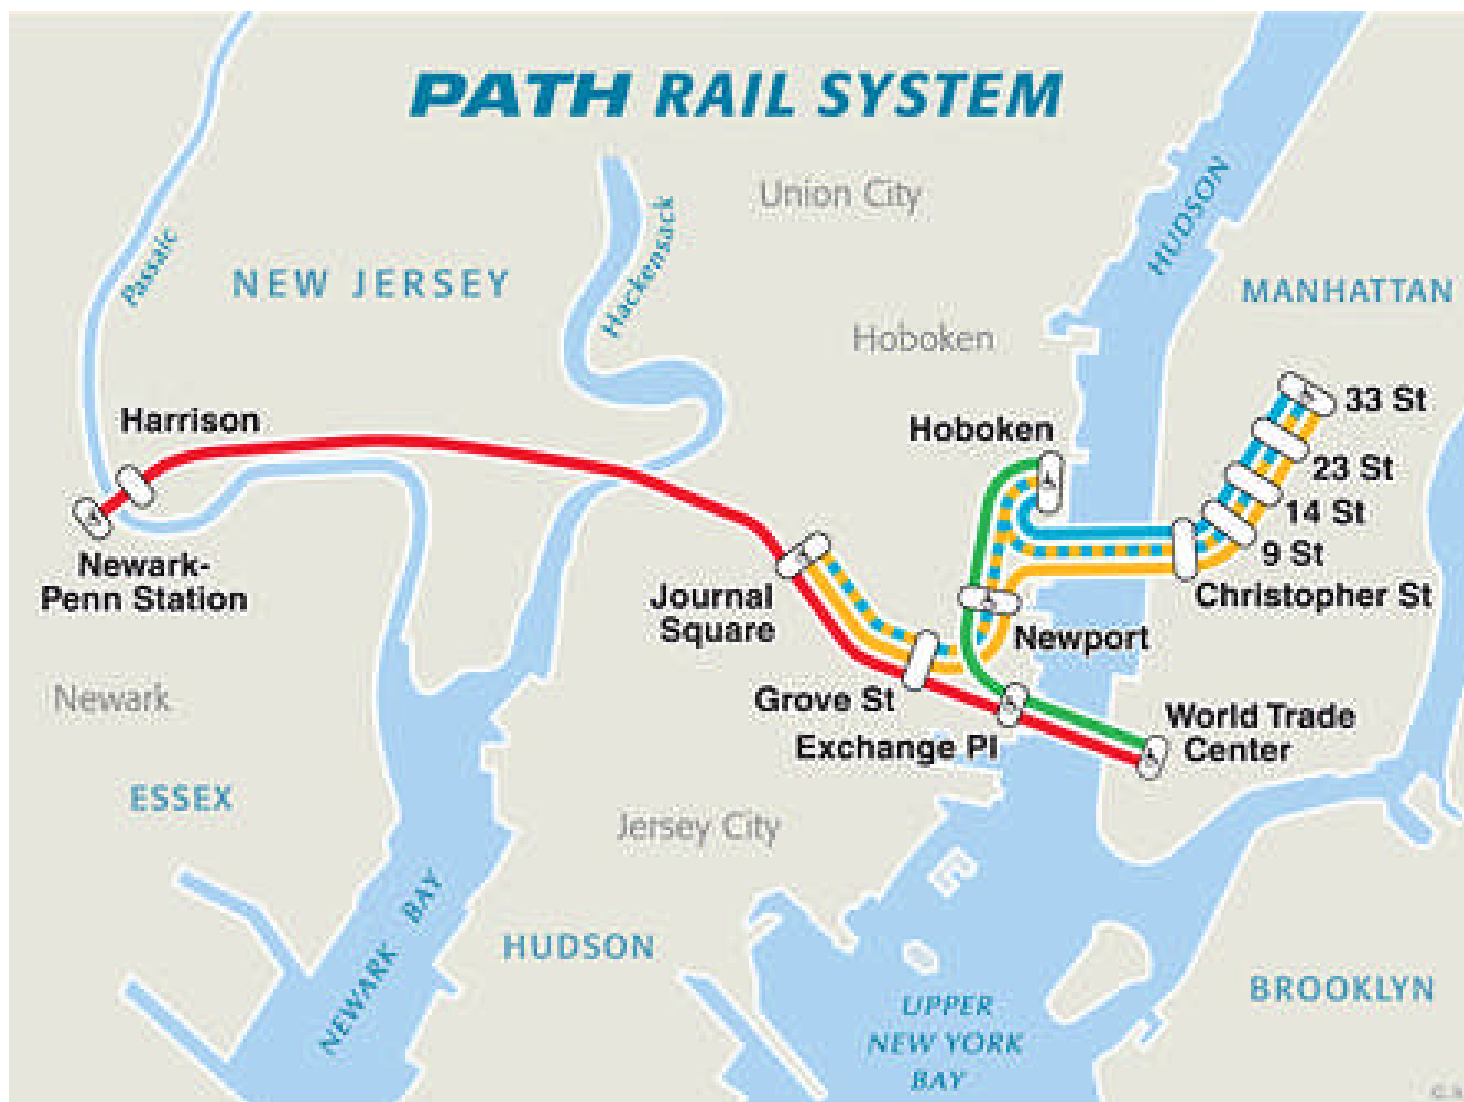 PATH RAIL SYSTEM
Union City
HUDSON
Hackensack
Passaic
NEW JERSEY
MANHATTAN
Hoboken
33 St
Harrison
Hoboken
23 St
14 St
9 St
Newark-
Penn Station
Journal
Square
Christopher St
Newport
Newark
Grove St
World Trade
Center
Exchange Pl
ESSEX
Jersey City
NEWARK BAY
HUDSON
BROOKLYN
UPPER
NEW YORK
BAY